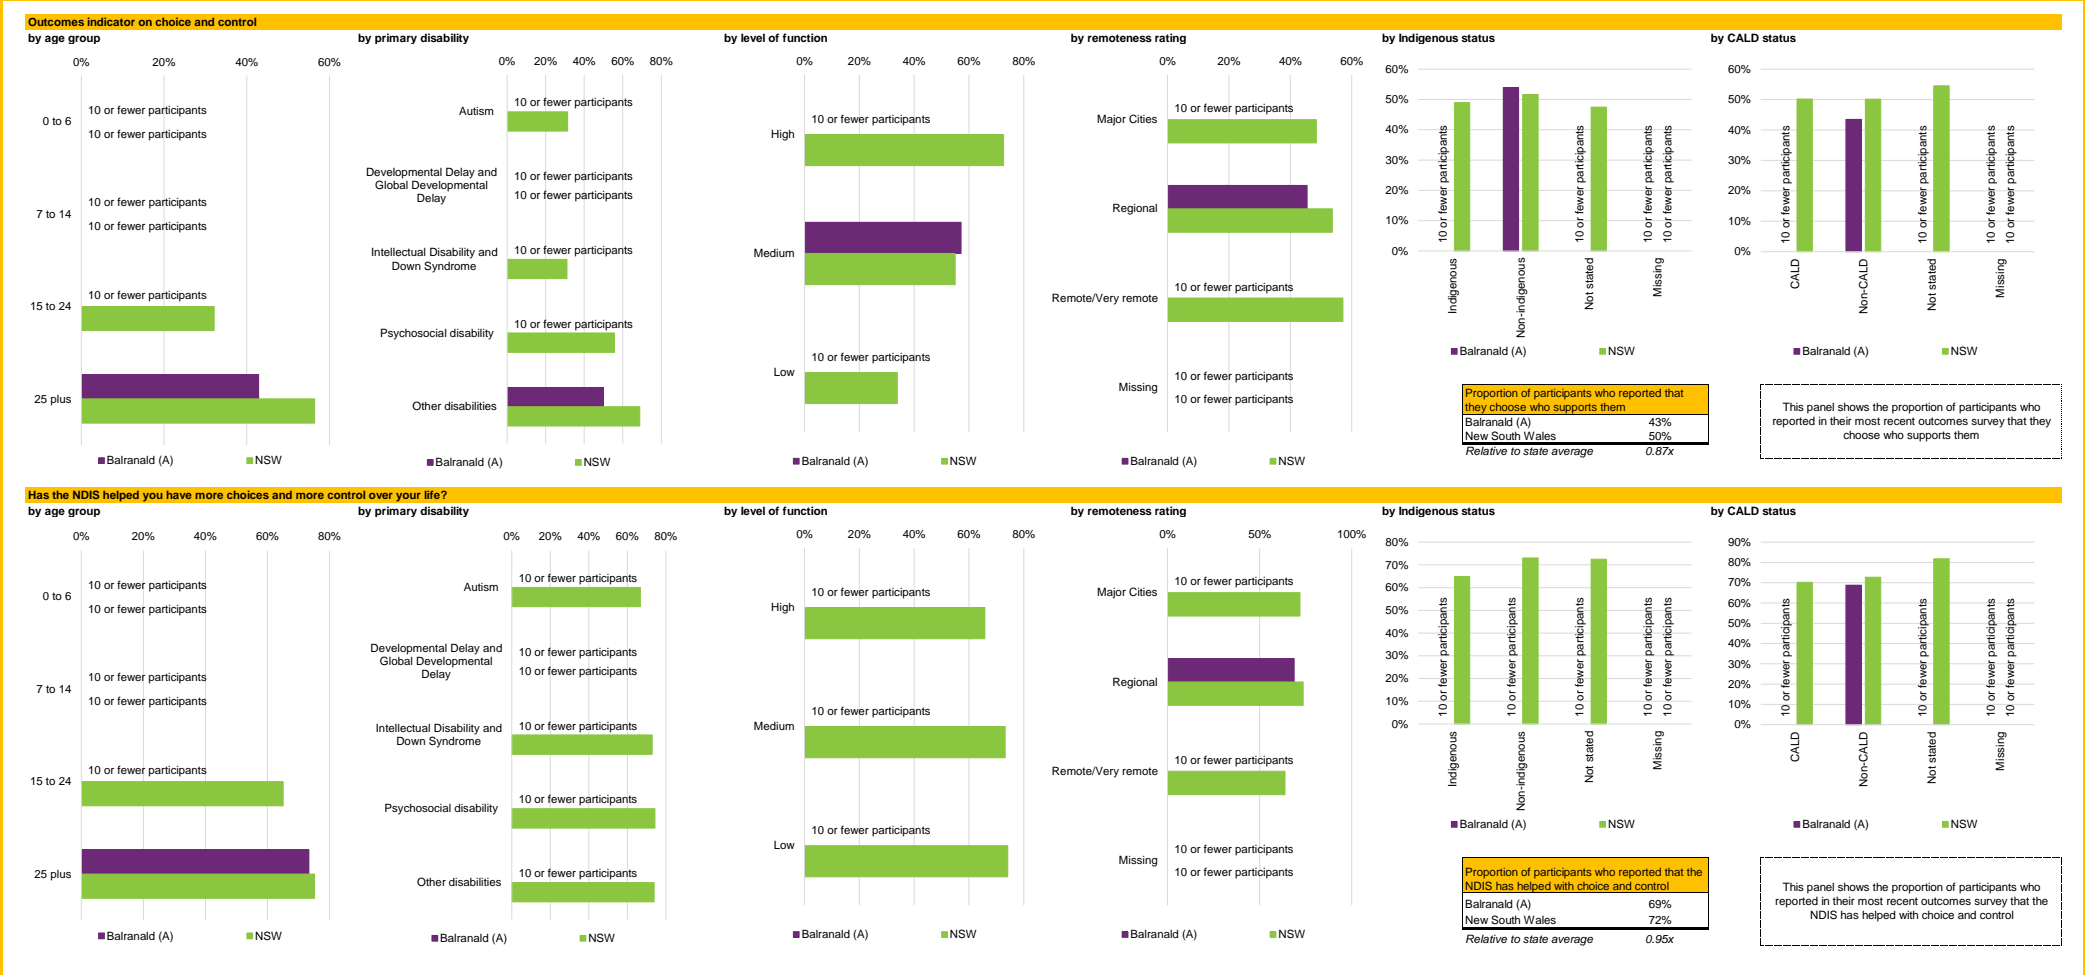 Outcomes indicator on choice and control
by age group
0% 20% 40% 60%
0 to 6
10 or fewer participants
10 or fewer participants
7 to 14
10 or fewer participants
10 or fewer participants
15 to 24
10 or fewer participants
25 plus
Balranald (A) NSW
by primary disability
0% 20% 40% 60% 80%
Autism
10 or fewer participants
Developmental Delay and
Global Developmental
Delay
10 or fewer participants
10 or fewer participants
Intellectual Disability and
Down Syndrome
10 or fewer participants
Psychosocial disability
10 or fewer participants
Other disabilities
Balranald (A) NSW
by level of function
0% 20% 40% 60% 80%
High
10 or fewer participants
Medium
Low
10 or fewer participants
Balranald (A) NSW
by remoteness rating
0% 20% 40% 60%
Major Cities
10 or fewer participants
Regional
Remote/Very remote
10 or fewer participants
Missing
10 or fewer participants
10 or fewer participants
Balranald (A) NSW
by Indigenous status
60%
50%
40%
30%
20%
10%
0%
10 or fewer participants
10 or fewer participants
10 or fewer participants
10 or fewer participants
Indigenous
Non-indigenous
Not stated
Missing
Balranald (A) NSW
by CALD status
60%
50%
40%
30%
20%
10%
0%
10 or fewer participants
10 or fewer participants
10 or fewer participants
10 or fewer participants
CALD
Non-CALD
Not stated
Missing
Balranald (A) NSW
Proportion of participants who reported that
they choose who supports them
Balranald (A) 43%
New South Wales 50%
Relative to state average 0.87x
This panel shows the proportion of participants who
reported in their most recent outcomes survey that they
choose who supports them
Has the NDIS helped you have more choices and more control over your life?
by age group
0% 20% 40% 60% 80%
0 to 6
10 or fewer participants
10 or fewer participants
7 to 14
10 or fewer participants
10 or fewer participants
15 to 24
10 or fewer participants
25 plus
Balranald (A) NSW
by primary disability
0% 20% 40% 60% 80%
Autism
10 or fewer participants
Developmental Delay and
Global Developmental
Delay
10 or fewer participants
10 or fewer participants
Intellectual Disability and
Down Syndrome
10 or fewer participants
Psychosocial disability
10 or fewer participants
Other disabilities
10 or fewer participants
Balranald (A) NSW
by level of function
0% 20% 40% 60% 80%
High
10 or fewer participants
Medium
10 or fewer participants
Low
10 or fewer participants
Balranald (A) NSW
by remoteness rating
0% 50% 100%
Major Cities
10 or fewer participants
Regional
Remote/Very remote
10 or fewer participants
Missing
10 or fewer participants
10 or fewer participants
Balranald (A) NSW
by Indigenous status
80%
70%
60%
50%
40%
30%
20%
10%
0%
10 or fewer participants
10 or fewer participants
10 or fewer participants
10 or fewer participants
10 or fewer participants
Indigenous
Non-indigenous
Not stated
Missing
Balranald (A) NSW
by CALD status
90%
80%
70%
60%
50%
40%
30%
20%
10%
0%
10 or fewer participants
10 or fewer participants
10 or fewer participants
10 or fewer participants
CALD
Non-CALD
Not stated
Missing
Balranald (A) NSW
Proportion of participants who reported that the
NDIS has helped with choice and control
Balranald (A) 69%
New South Wales 72%
Relative to state average 0.95x
This panel shows the proportion of participants who
reported in their most recent outcomes survey that the
NDIS has helped with choice and control